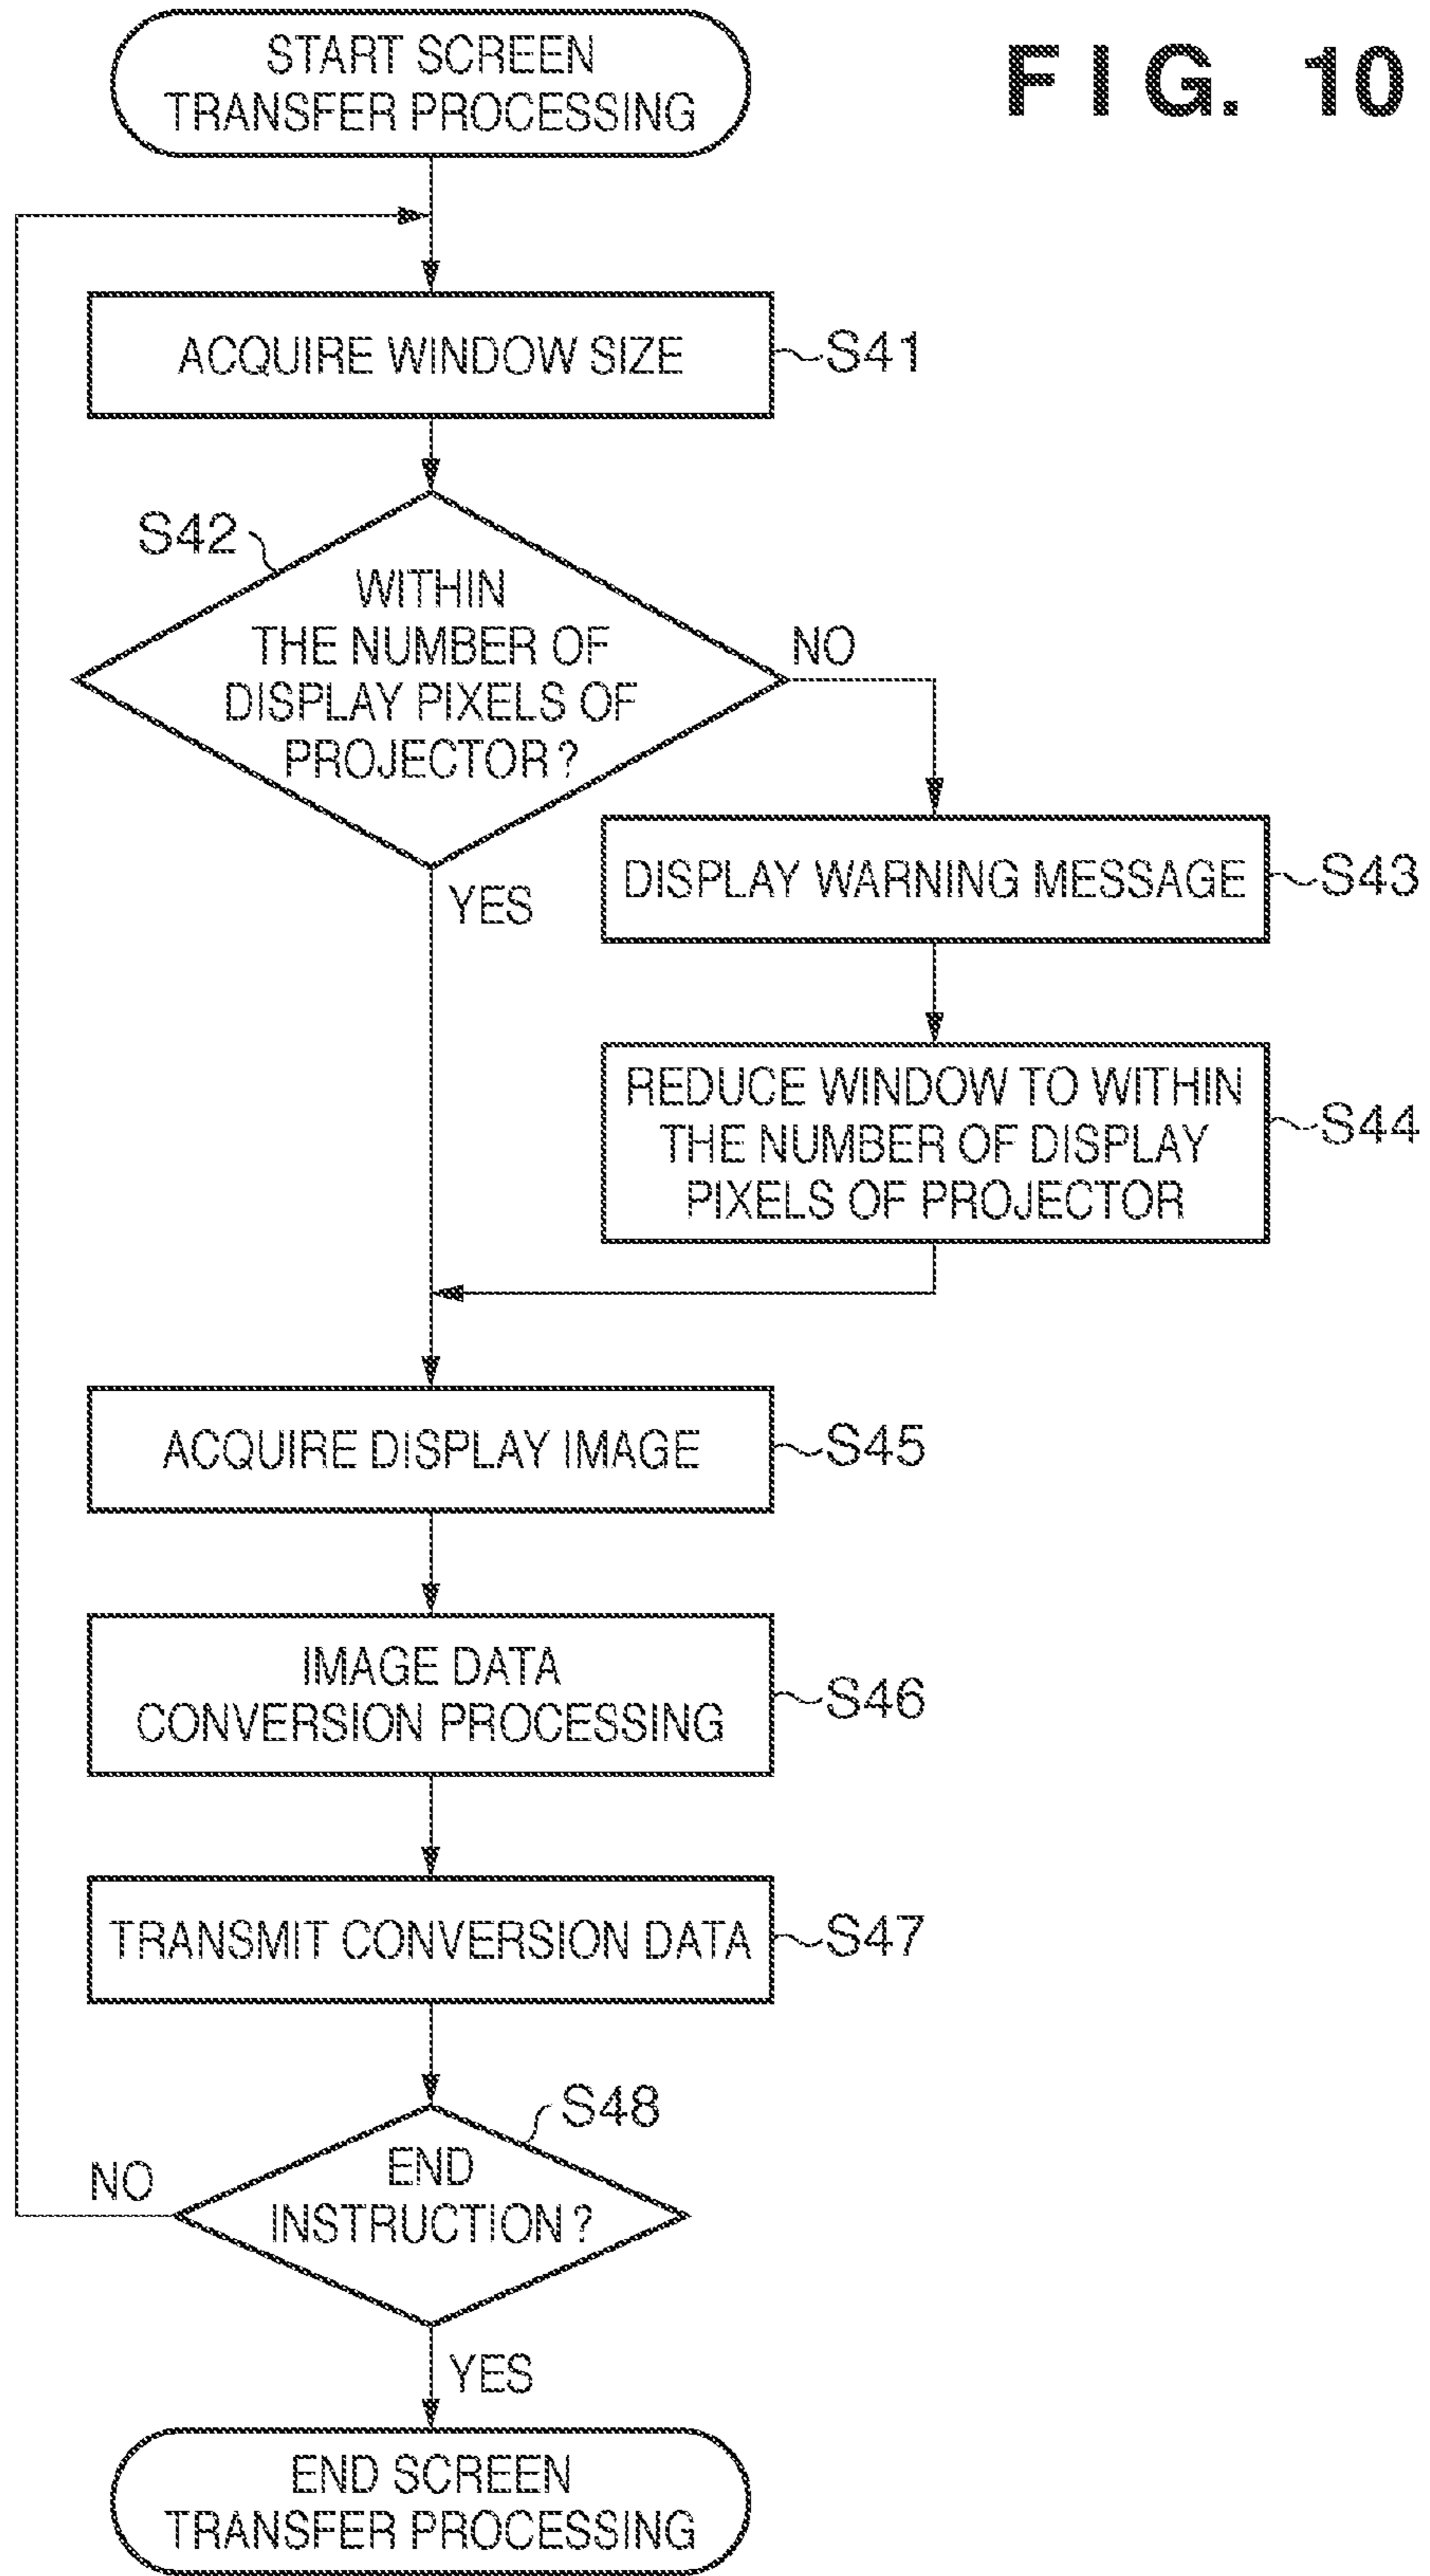 START SCREEN
TRANSFER PROCESSING
FIG. 10
ACQUIRE WINDOW SIZE
S41
S42
WITHIN
THE NUMBER OF
DISPLAY PIXELS OF
PROJECTOR?
NO
YES
DISPLAY WARNING MESSAGE
S43
REDUCE WINDOW TO WITHIN
THE NUMBER OF DISPLAY
PIXELS OF PROJECTOR
S44
ACQUIRE DISPLAY IMAGE
S45
IMAGE DATA
CONVERSION PROCESSING
S46
TRANSMIT CONVERSION DATA
S47
S48
END
INSTRUCTION?
NO
YES
END SCREEN
TRANSFER PROCESSING